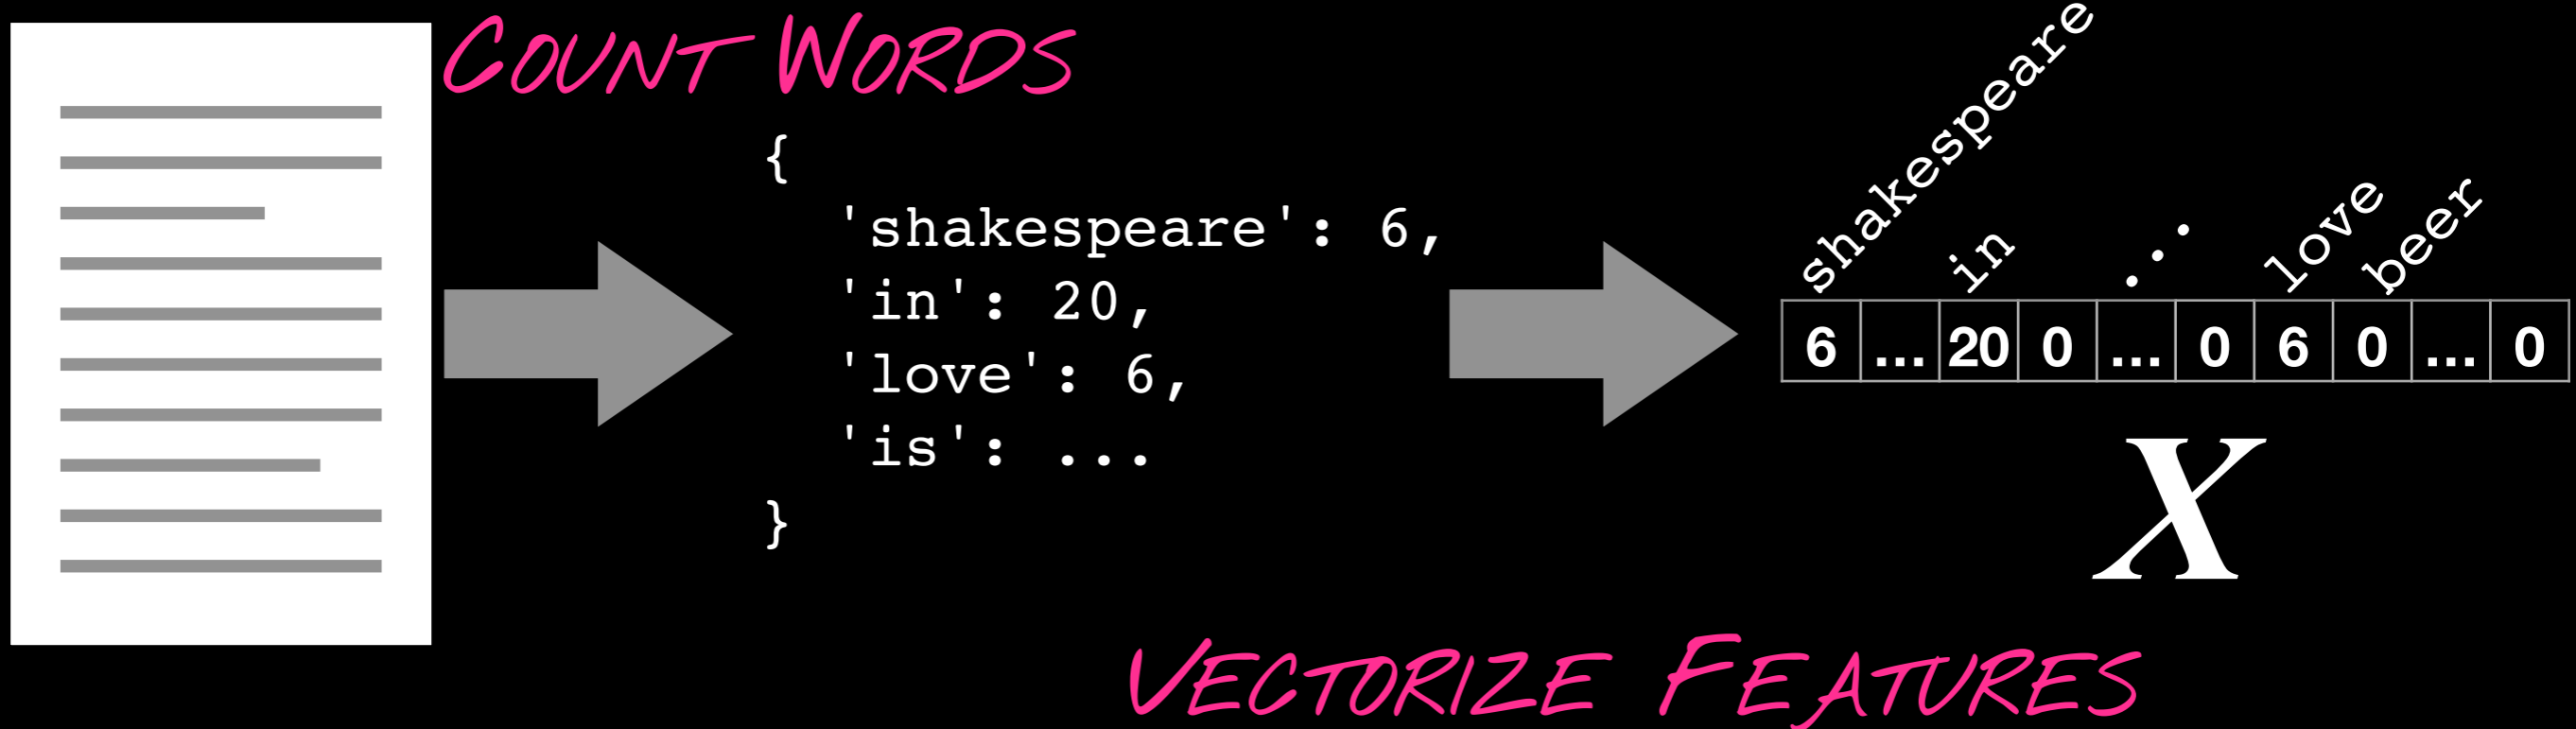 COUNT WORDS
{
'shakespeare': 6,
'in': 20,
'love': 6,
'is': ...
}
shakespeare in ... love beer
6 ... 20 0 ... 0 6 0 ... 0
X
VECTORIZE FEATURES